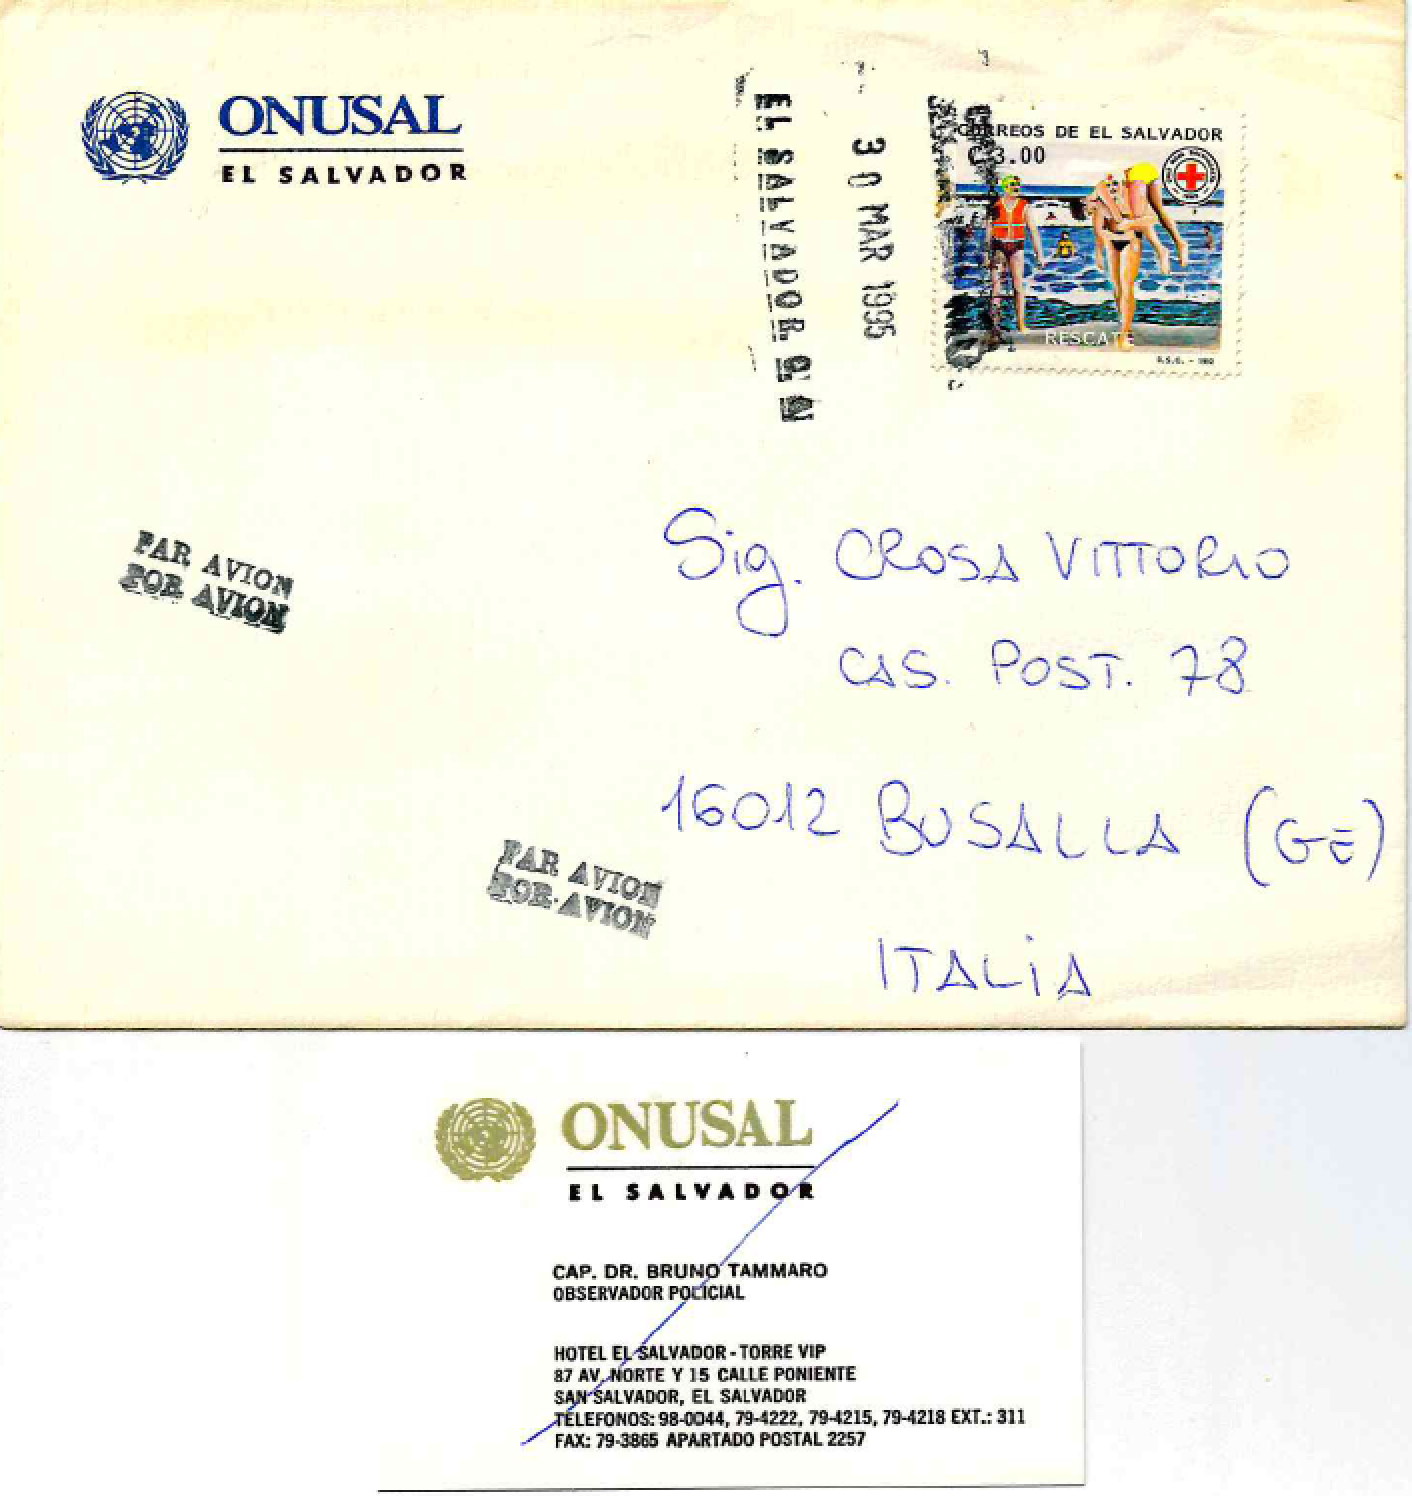 ONUSAL
EL SALVADOR
EL SALVADOR
30 MAR 1995
CORREOS DE EL SALVADOR
₡ 3.00
RESCATE
PAR AVION
POR AVION
Sig. CROSA VITTORIO
CAS. POST. 78
16012 BUSALLA (GE)
ITALIA
PAR AVION
POR AVION
ONUSAL
EL SALVADOR
CAP. DR. BRUNO TAMMARO
OBSERVADOR POLICIAL
HOTEL EL SALVADOR - TORRE VIP
87 AV. NORTE Y 15 CALLE PONIENTE
SAN SALVADOR, EL SALVADOR
TELEFONOS: 98-0044, 79-4222, 79-4215, 79-4218 EXT.: 311
FAX: 79-3865 APARTADO POSTAL 2257